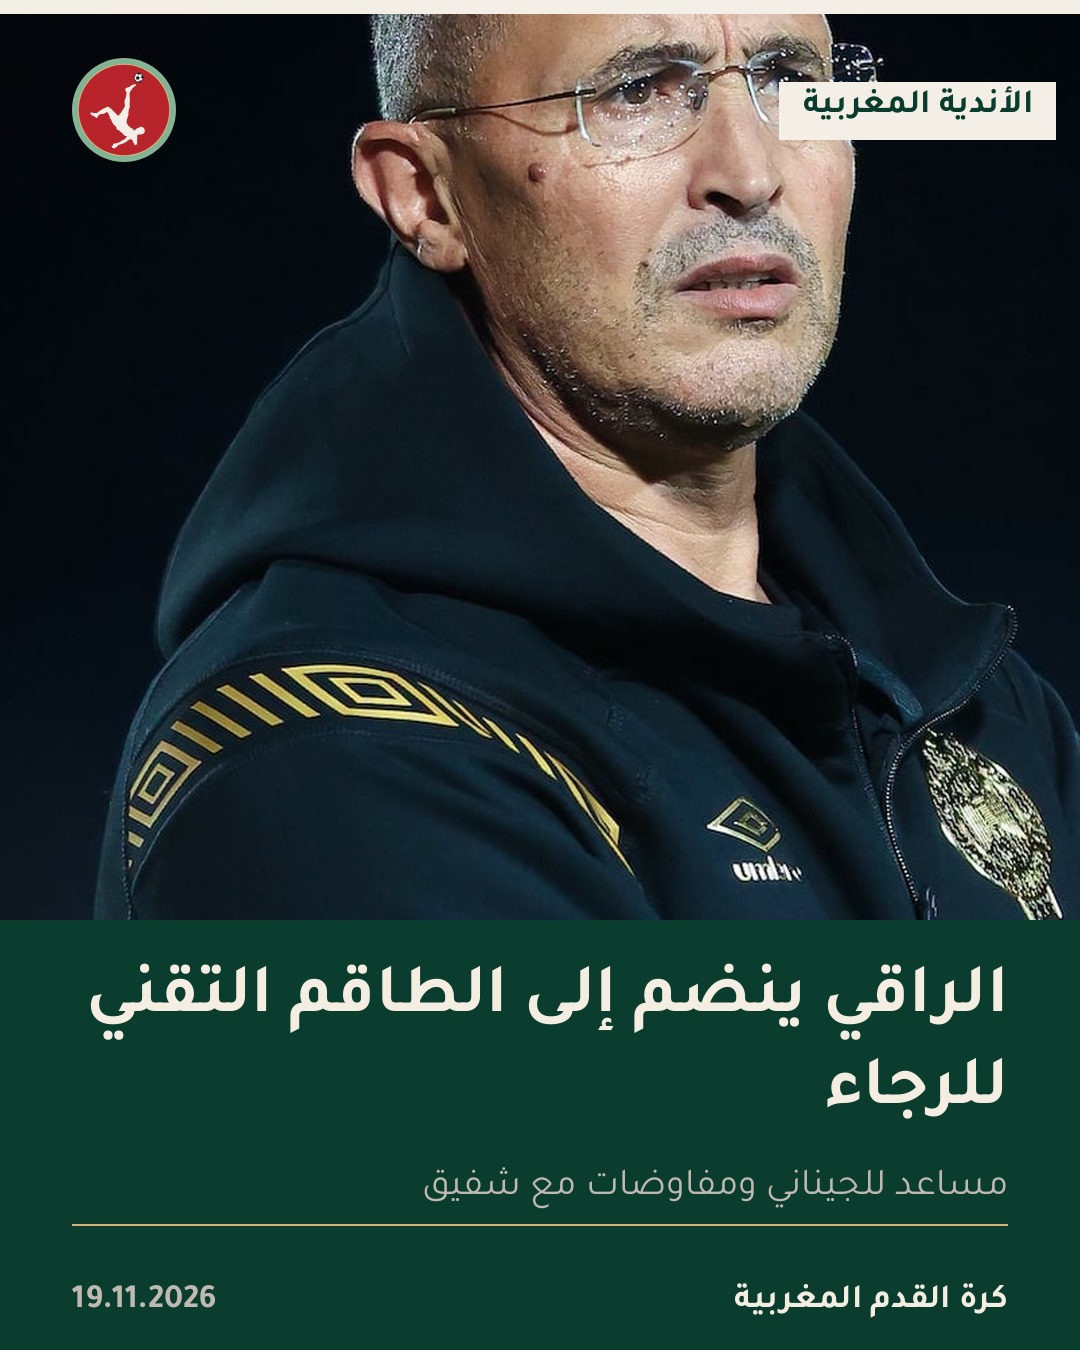 الأندية المغربية
umbro
الراقي ينضم إلى الطاقم التقني
للرجاء
مساعد للجيناني ومفاوضات مع شفيق
كرة القدم المغربية
19.11.2026